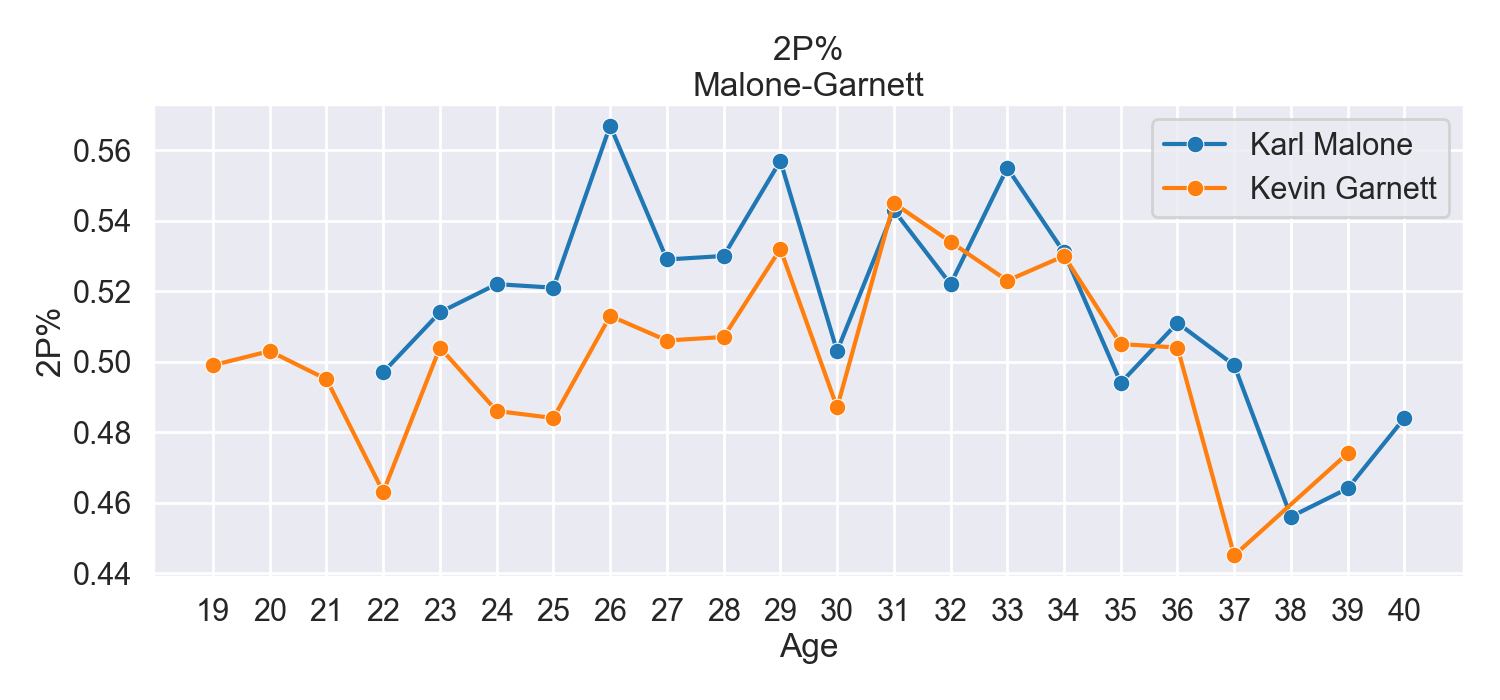 2P%
Malone-Garnett
Karl Malone
Kevin Garnett
2P%
0.56
0.54
0.52
0.50
0.48
0.46
0.44
19 20 21 22 23 24 25 26 27 28 29 30 31 32 33 34 35 36 37 38 39 40
Age